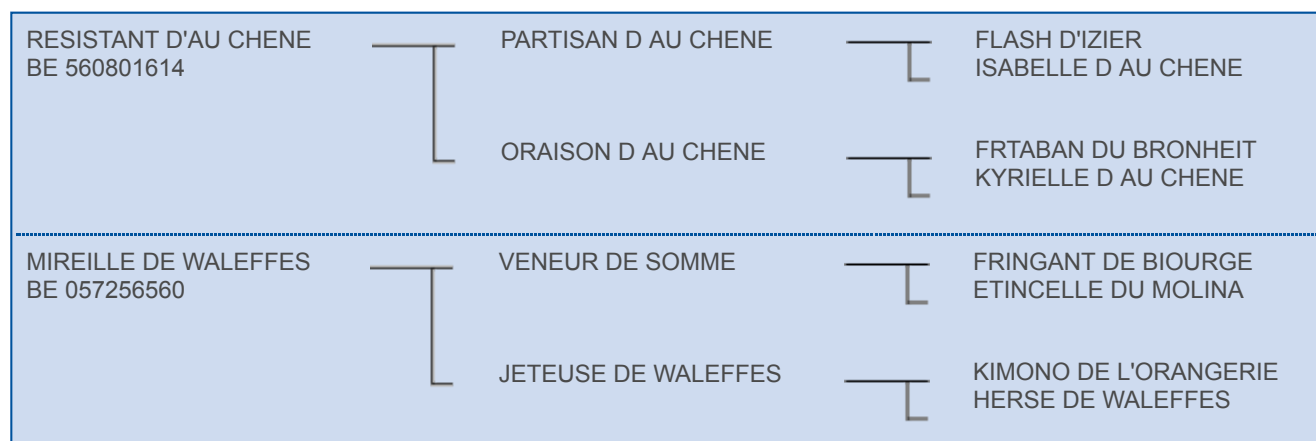 RESISTANT D'AU CHENE
BE 560801614
PARTISAN D AU CHENE
FLASH D'IZIER
ISABELLE D AU CHENE
ORAISON D AU CHENE
FRTABAN DU BRONHEIT
KYRIELLE D AU CHENE
MIREILLE DE WALEFFES
BE 057256560
VENEUR DE SOMME
FRINGANT DE BIOURGE
ETINCELLE DU MOLINA
JETEUSE DE WALEFFES
KIMONO DE L'ORANGERIE
HERSE DE WALEFFES